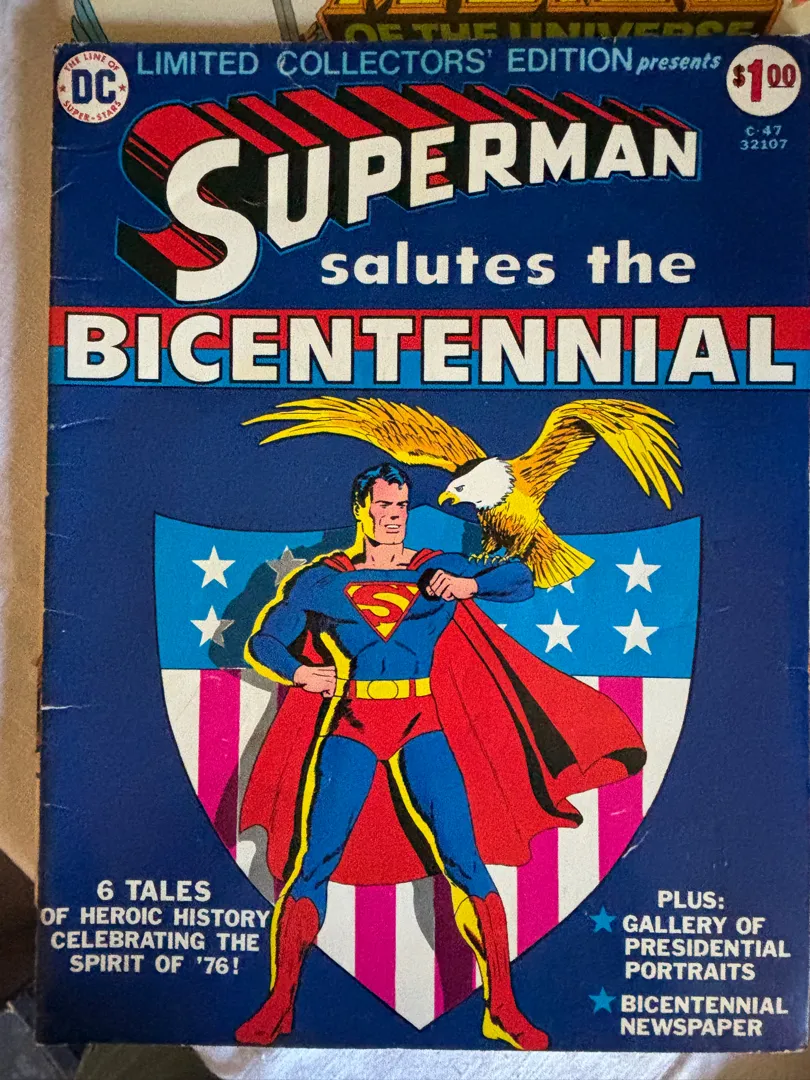 OF THE UNIVERSE
THE LINE OF
DC
SUPER-STARS
LIMITED COLLECTORS' EDITION presents
$1.00
C-47
32107
SUPERMAN
salutes the
BICENTENNIAL
S
6 TALES
OF HEROIC HISTORY
CELEBRATING THE
SPIRIT OF '76!
PLUS:
GALLERY OF
PRESIDENTIAL
PORTRAITS
BICENTENNIAL
NEWSPAPER